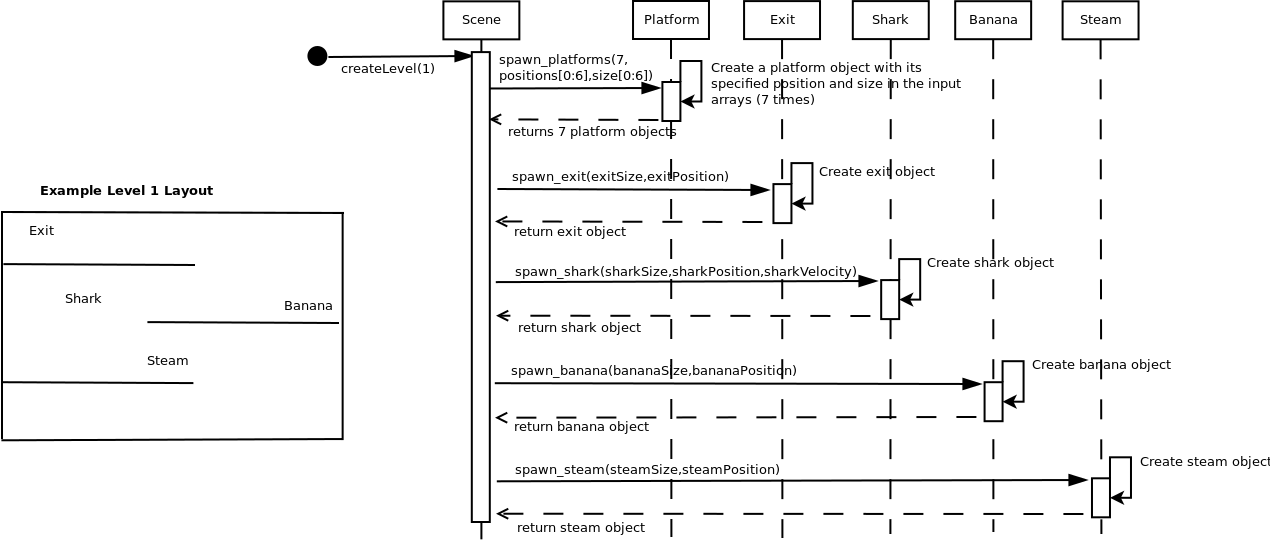 Scene
Platform
Exit
Shark
Banana
Steam
createLevel(1)
spawn_platforms(7,
positions[0:6],size[0:6])
Create a platform object with its
specified position and size in the input
arrays (7 times)
returns 7 platform objects
spawn_exit(exitSize,exitPosition)
Create exit object
return exit object
spawn_shark(sharkSize,sharkPosition,sharkVelocity)
Create shark object
return shark object
spawn_banana(bananaSize,bananaPosition)
Create banana object
return banana object
spawn_steam(steamSize,steamPosition)
Create steam object
return steam object
Example Level 1 Layout
Exit
Shark
Banana
Steam